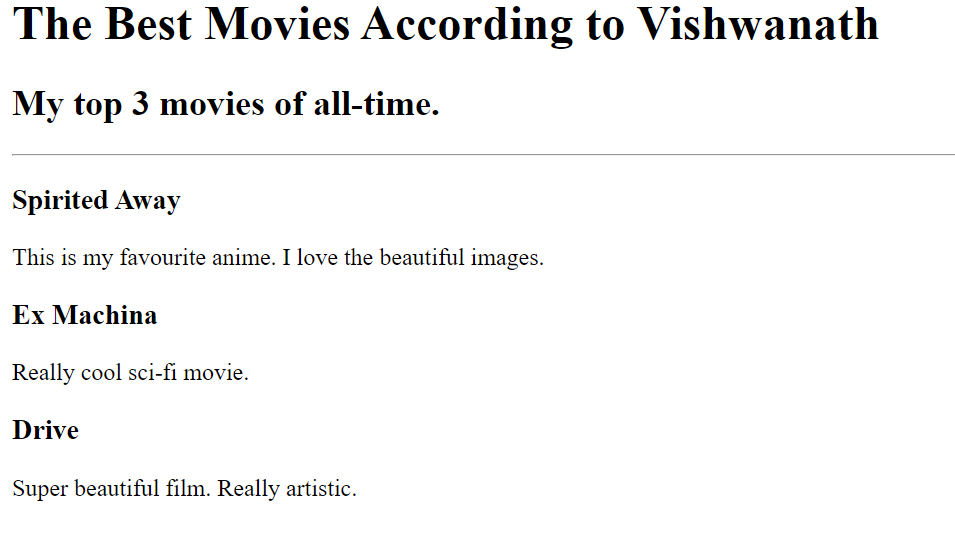 The Best Movies According to Vishwanath
My top 3 movies of all-time.
Spirited Away
This is my favourite anime. I love the beautiful images.
Ex Machina
Really cool sci-fi movie.
Drive
Super beautiful film. Really artistic.